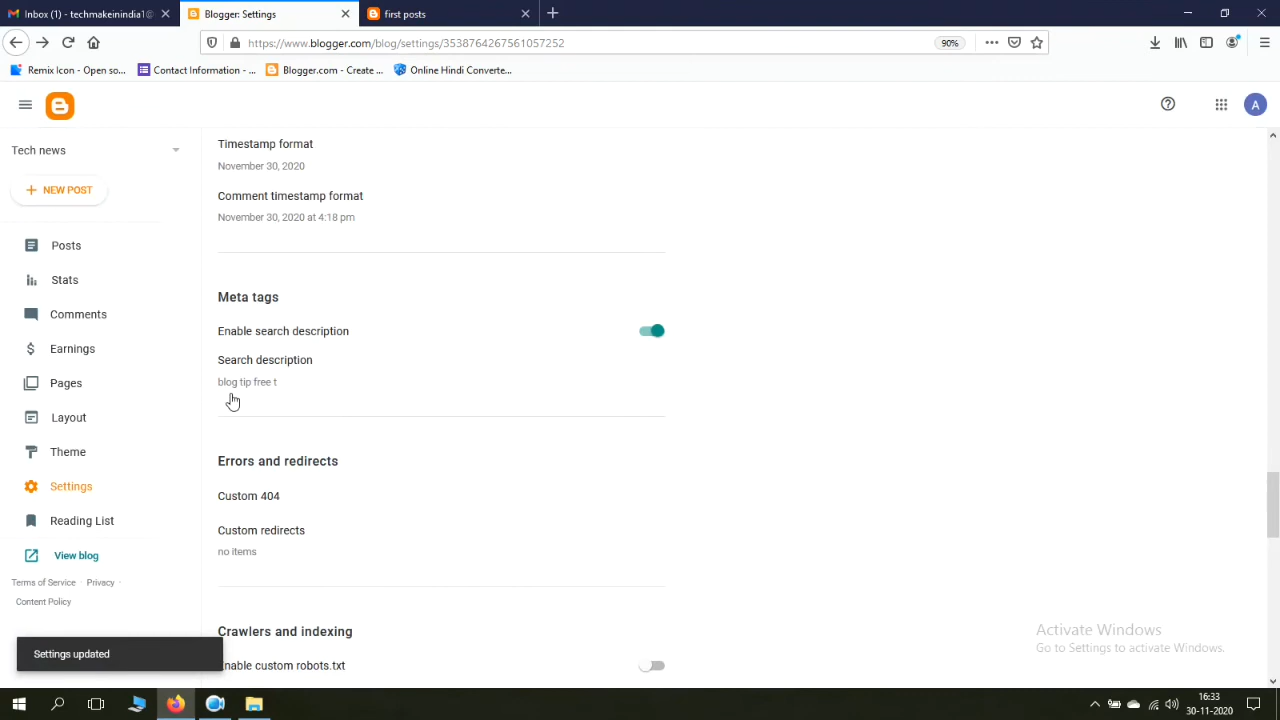 Inbox (1) - techmakeindia1@
Blogger: Settings
first posts
https://www.blogger.com/blog/settings/3538764267561057252
90%
Remix Icon - Open so...
Contact Information - ...
Blogger.com - Create ...
Online Hindi Converte...
A
Tech news
NEW POST
Posts
Stats
Comments
Earnings
Pages
Layout
Theme
Settings
Reading List
View blog
Terms of Service · Privacy ·
Content Policy
Settings updated
Timestamp format
November 30, 2020
Comment timestamp format
November 30, 2020 at 4:18 pm
Meta tags
Enable search description
Search description
blog tip free t
Errors and redirects
Custom 404
Custom redirects
no items
Crawlers and indexing
nable custom robots.txt
Activate Windows
Go to Settings to activate Windows.
16:33
30-11-2020